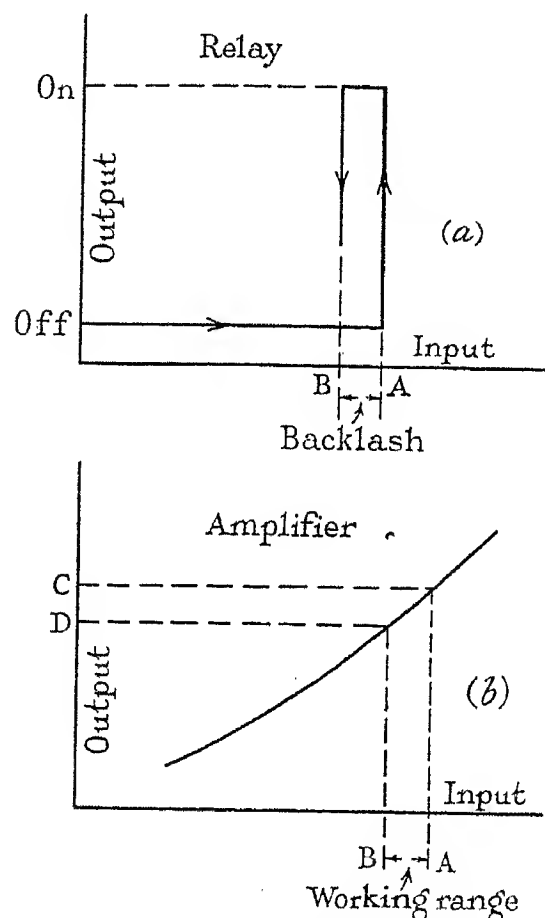 Relay
On
Output
(a)
Off
Input
B A
Backlash
Amplifier
C
D
Output
(b)
Input
B A
Working range